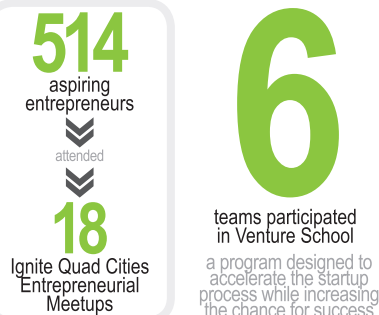 514
aspiring
entrepreneurs
attended
18
Ignite Quad Cities
Entrepreneurial
Meetups
6
teams participated
in Venture School
a program designed to
accelerate the startup
process while increasing
the chance for success